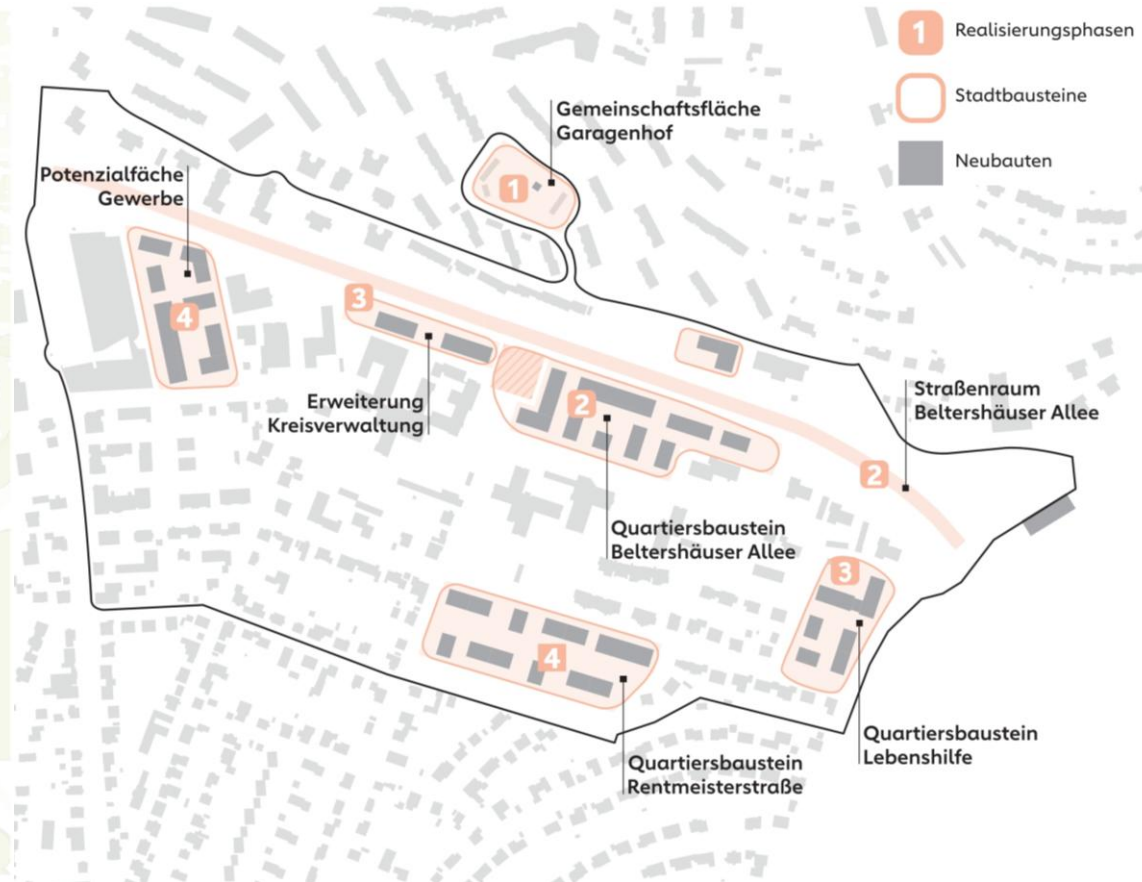 1 Realisierungsphasen
Stadtbausteine
Neubauten
Gemeinschaftsfläche
Garagenhof
1
Potenzialfäche
Gewerbe
4
3
Erweiterung
Kreisverwaltung
2
Straßenraum
Beltershäuser Allee
2
Quartiersbaustein
Beltershäuser Allee
3
4
Quartiersbaustein
Lebenshilfe
Quartiersbaustein
Rentmeisterstraße